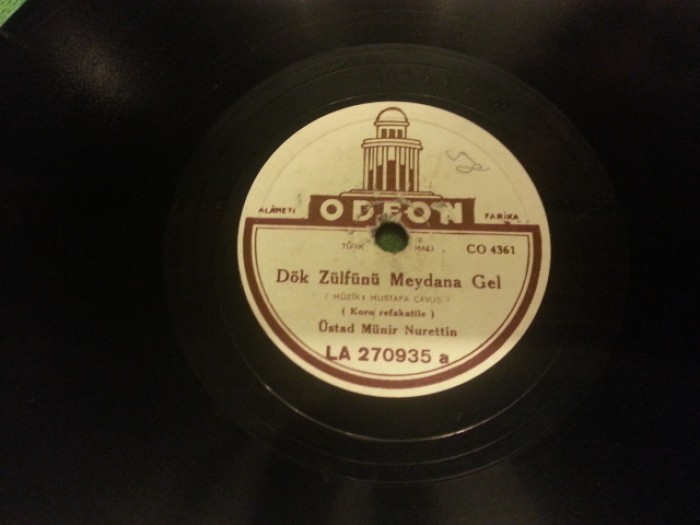 ALÂMETİ ODEON FARİKA
TÜRK MALI CO 4361
Dök Zülfünü Meydana Gel
( MÜZİK: MUSTAFA ÇAVUŞ )
( Koro refakatile )
Üstad Münir Nurettin
LA 270935 a